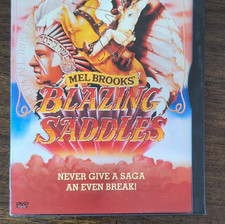 MEL BROOKS'
BLAZING
SADDLES
NEVER GIVE A SAGA
AN EVEN BREAK!
DVD